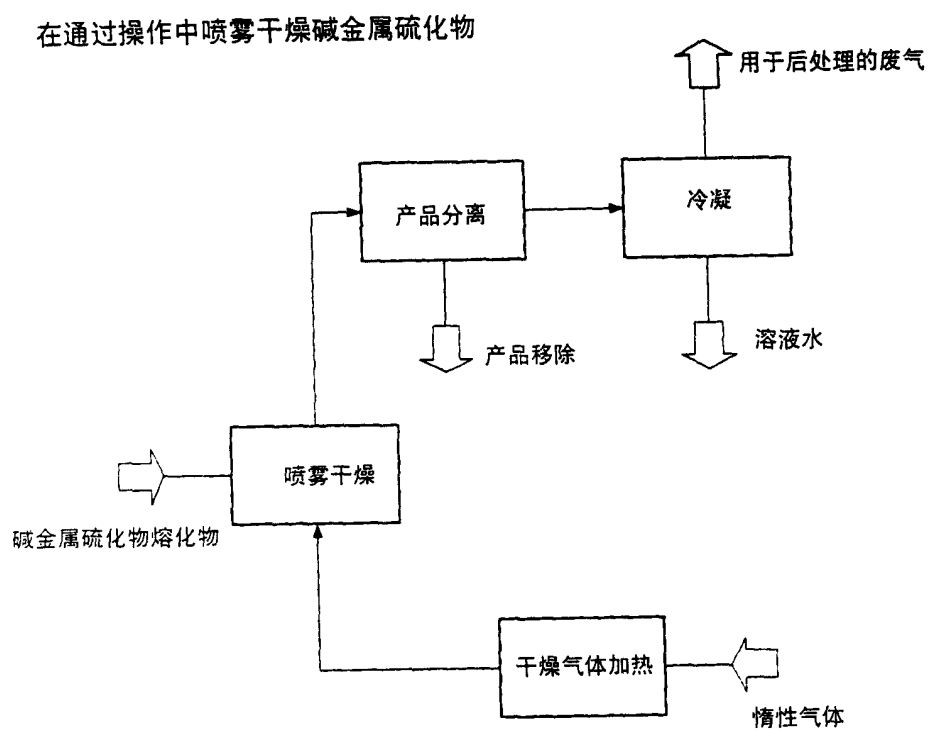 在通过操作中喷雾干燥碱金属硫化物
用于后处理的废气
冷凝
产品分离
溶液水
产品移除
喷雾干燥
碱金属硫化物熔化物
干燥气体加热
惰性气体